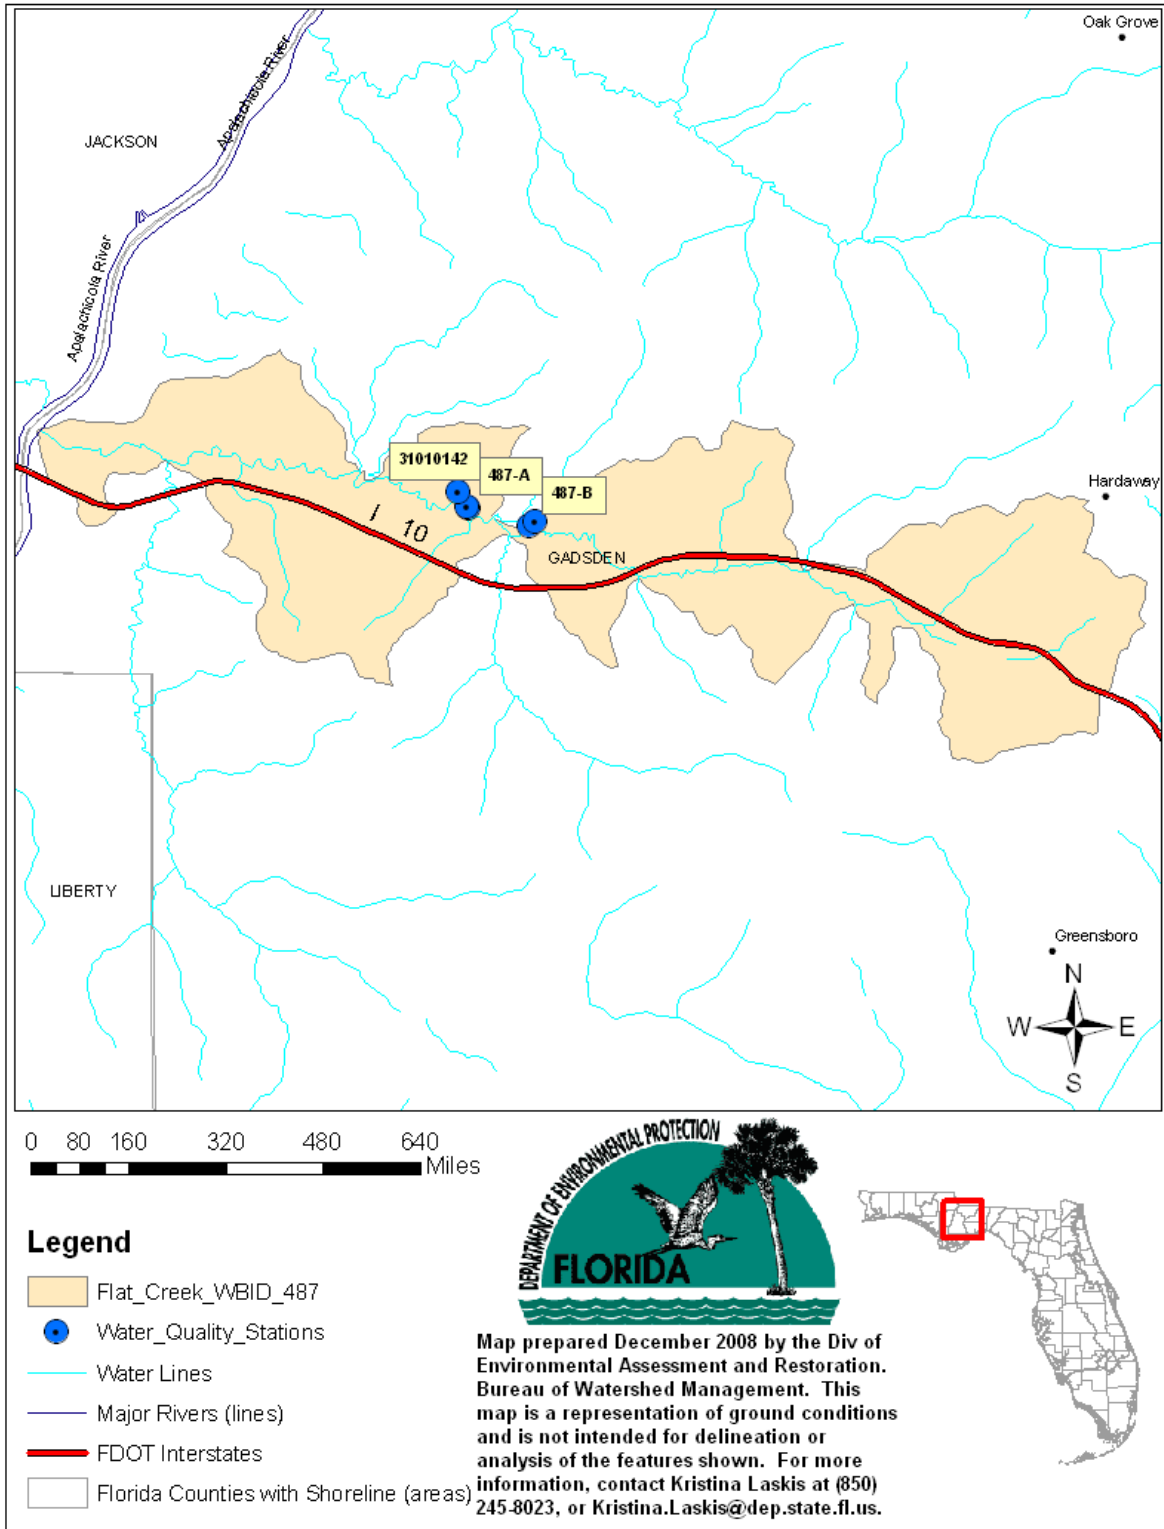 Oak Grove
Apalachicola River
JACKSON
Apalachicola River
31010142
487-A
487-B
Hardaway
I 10
GADSDEN
LIBERTY
Greensboro
N
W E
S
0 80 160 320 480 640
Miles
DEPARTMENT OF ENVIRONMENTAL PROTECTION
FLORIDA
Legend
Flat_Creek_WBID_487
Water_Quality_Stations
Water Lines
Major Rivers (lines)
FDOT Interstates
Florida Counties with Shoreline (areas)
Map prepared December 2008 by the Div of
Environmental Assessment and Restoration.
Bureau of Watershed Management. This
map is a representation of ground conditions
and is not intended for delineation or
analysis of the features shown. For more
information, contact Kristina Laskis at (850)
245-8023, or Kristina.Laskis@dep.state.fl.us.